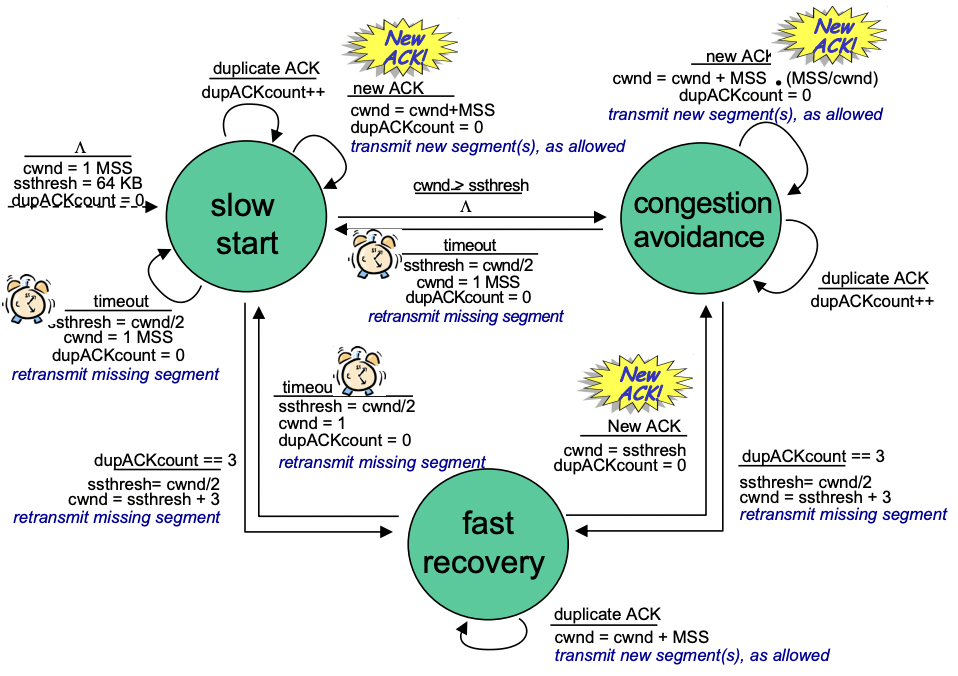 New
ACK!
duplicate ACK
dupACKcount++
new ACK
cwnd = cwnd+MSS
dupACKcount = 0
transmit new segment(s), as allowed
New
ACK!
new ACK
cwnd = cwnd + MSS • (MSS/cwnd)
dupACKcount = 0
transmit new segment(s), as allowed
Λ
cwnd = 1 MSS
ssthresh = 64 KB
dupACKcount = 0
slow
start
cwnd > ssthresh
Λ
congestion
avoidance
timeout
ssthresh = cwnd/2
cwnd = 1 MSS
dupACKcount = 0
retransmit missing segment
duplicate ACK
dupACKcount++
timeout
ssthresh = cwnd/2
cwnd = 1 MSS
dupACKcount = 0
retransmit missing segment
timeou
ssthresh = cwnd/2
cwnd = 1
dupACKcount = 0
retransmit missing segment
New
ACK!
New ACK
cwnd = ssthresh
dupACKcount = 0
dupACKcount == 3
ssthresh= cwnd/2
cwnd = ssthresh + 3
retransmit missing segment
dupACKcount == 3
ssthresh= cwnd/2
cwnd = ssthresh + 3
retransmit missing segment
fast
recovery
duplicate ACK
cwnd = cwnd + MSS
transmit new segment(s), as allowed